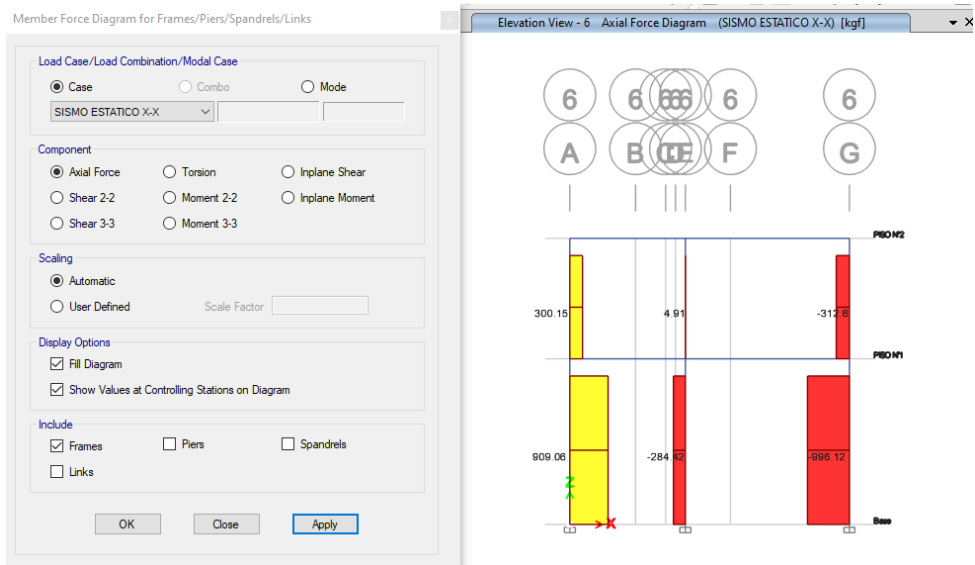 Member Force Diagram for Frames/Piers/Spandrels/Links
Load Case/Load Combination/Modal Case
Case
Combo
Mode
SISMO ESTATICO X-X
Component
Axial Force
Torsion
Inplane Shear
Shear 2-2
Moment 2-2
Inplane Moment
Shear 3-3
Moment 3-3
Scaling
Automatic
User Defined
Scale Factor
Display Options
Fill Diagram
Show Values at Controlling Stations on Diagram
Include
Frames
Piers
Spandrels
Links
OK
Close
Apply
Elevation View - 6 Axial Force Diagram (SISMO ESTATICO X-X) [kgf]
6 6 6 6 6 6 6
A B C D E F G
PISO N°2
300.15 4.91 -312.6
PISO N°1
909.06 -284.42 -996.12
Z
X
Base